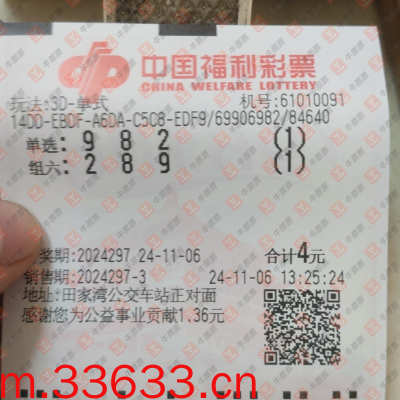 中国福利彩票
CHINA WELFARE LOTTERY
玩法:3D-单式 机号:61010091
14DD-EBDF-A6DA-C5C8-EDF9/69906982/84640
单选: 9 8 2 (1)
组六: 2 8 9 (1)
奖期:2024297 24-11-06 合计4元
销售期:2024297-3 24-11-06 13:25:24
地址:田家湾公交车站正对面
感谢您为公益事业贡献1.36元
m.33633.cn